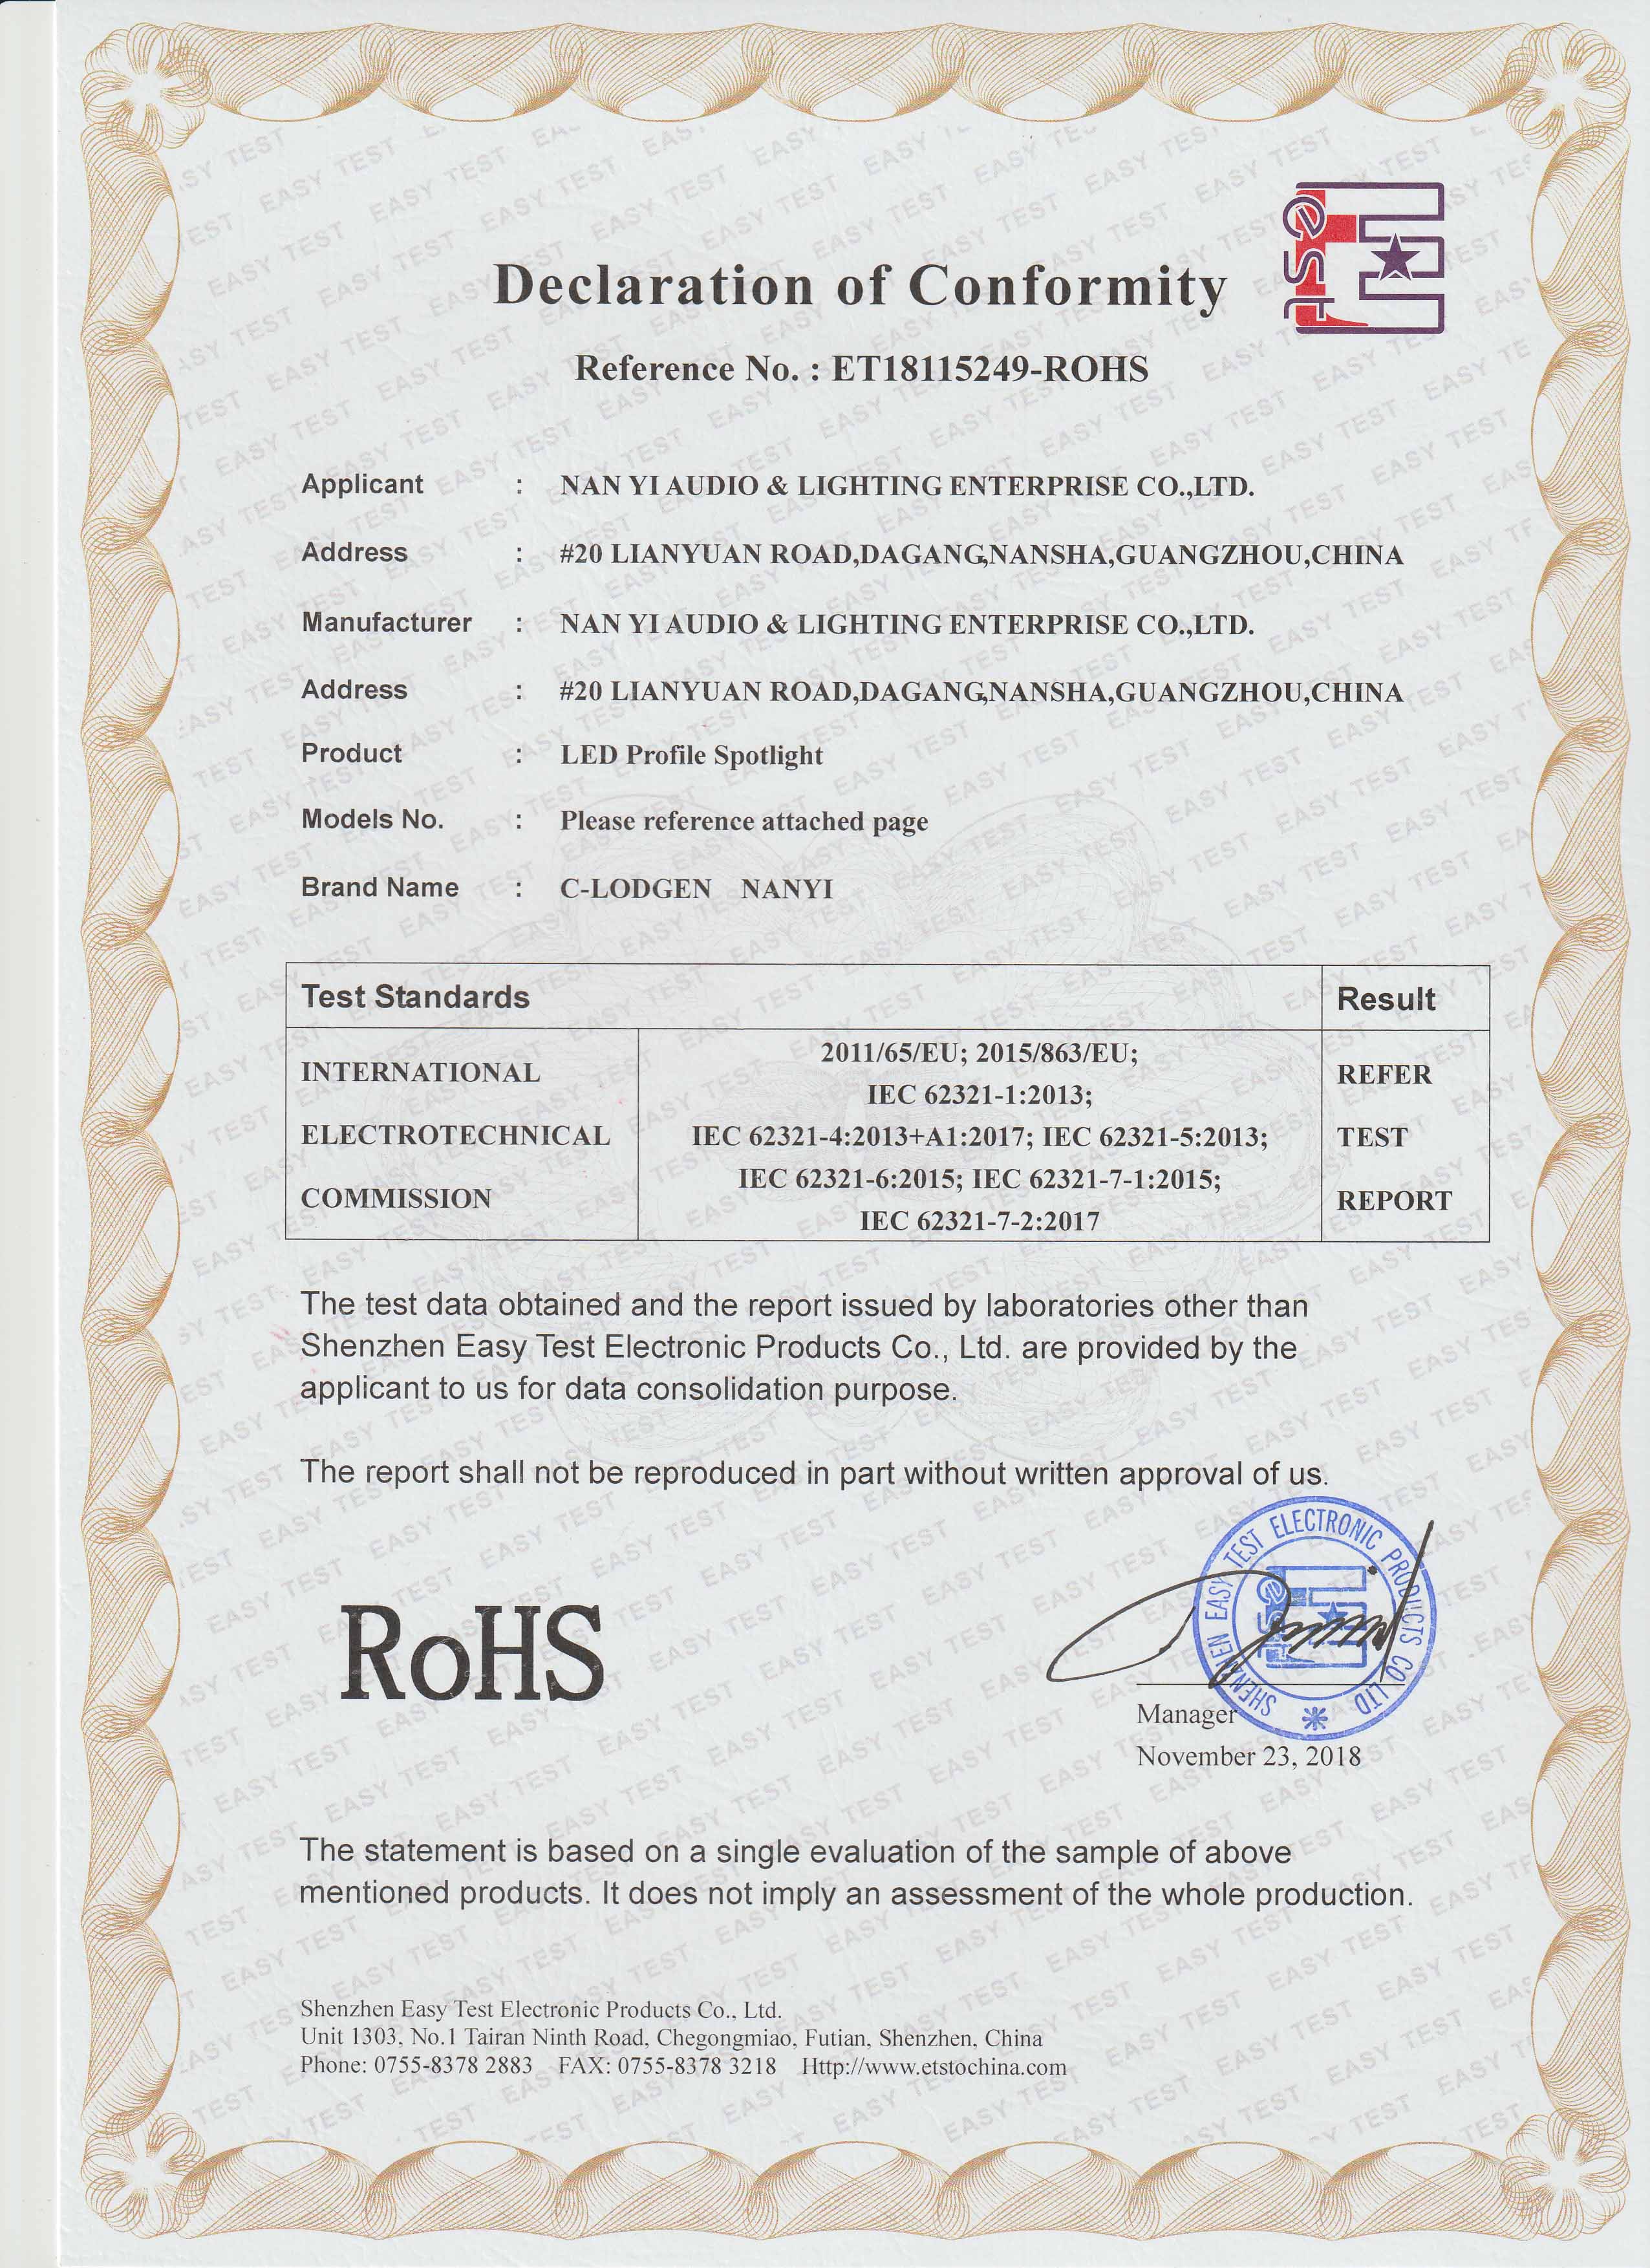 est
Declaration of Conformity
Reference No. : ET18115249-ROHS
Applicant : NAN YI AUDIO & LIGHTING ENTERPRISE CO.,LTD.
Address : #20 LIANYUAN ROAD,DAGANG,NANSHA,GUANGZHOU,CHINA
Manufacturer : NAN YI AUDIO & LIGHTING ENTERPRISE CO.,LTD.
Address : #20 LIANYUAN ROAD,DAGANG,NANSHA,GUANGZHOU,CHINA
Product : LED Profile Spotlight
Models No. : Please reference attached page
Brand Name : C-LODGEN NANYI
Test Standards Result
INTERNATIONAL
ELECTROTECHNICAL
COMMISSION
2011/65/EU; 2015/863/EU;
IEC 62321-1:2013;
IEC 62321-4:2013+A1:2017; IEC 62321-5:2013;
IEC 62321-6:2015; IEC 62321-7-1:2015;
IEC 62321-7-2:2017
REFER
TEST
REPORT
The test data obtained and the report issued by laboratories other than
Shenzhen Easy Test Electronic Products Co., Ltd. are provided by the
applicant to us for data consolidation purpose.
The report shall not be reproduced in part without written approval of us.
RoHS
SHENZHEN EASY TEST ELECTRONIC PRODUCTS CO LTD
Manager
November 23, 2018
The statement is based on a single evaluation of the sample of above
mentioned products. It does not imply an assessment of the whole production.
Shenzhen Easy Test Electronic Products Co., Ltd.
Unit 1303, No.1 Tairan Ninth Road, Chegongmiao, Futian, Shenzhen, China
Phone: 0755-8378 2883 FAX: 0755-8378 3218 Http://www.etstochina.com
EASY TEST